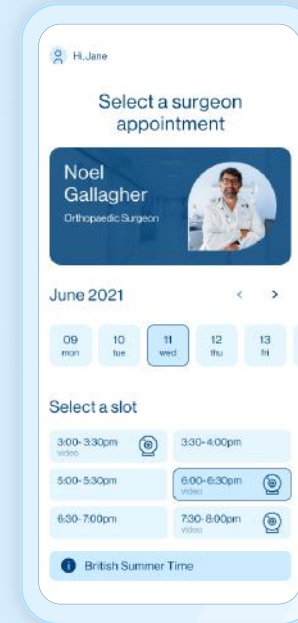 Hi, Jane
Select a surgeon
appointment
Noel
Gallagher
Orthopaedic Surgeon
June 2021
< >
09 10 11 12 13
mon tue wed thu fri
Select a slot
3:00-3:30pm 3:30-4:00pm
video
5:00-5:30pm 6:00-6:30pm
video
6:30-7:00pm 7:30-8:00pm
video
British Summer Time